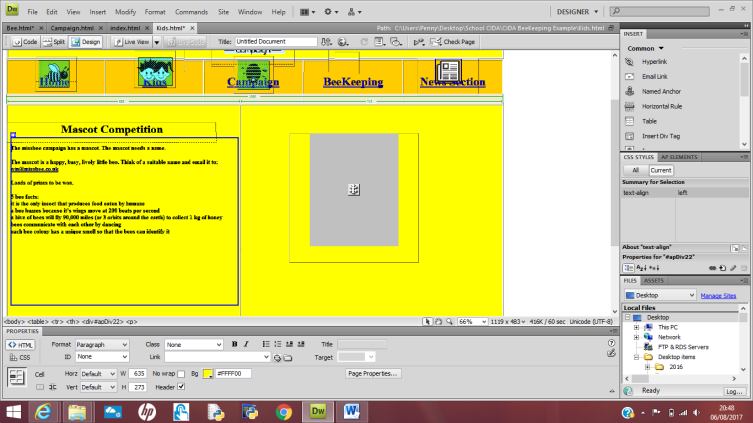 Dw File Edit View Insert Modify Format Commands Site Window Help DESIGNER
Bee.html* × Campaign.html × index.html × Kids.html* × Path: C:\Users\Penny\Desktop\School CIDA\CIDA BeeKeeping Example\Kids.html
Code Split Design Live View Title: Untitled Document Check Page
Home Kids Campaign BeeKeeping News Section
Mascot Competition
The missbee campaign has a mascot. The mascot needs a name.
The mascot is a happy, busy, lively little bee. Think of a suitable name and email it to:
Loads of prizes to be won.
5 bee facts:
it is the only insect that produces food eaten by humans
a bee buzzes because it's wings move at 200 beats per second
a hive of bees will fly 90,000 miles (or 3 orbits around the earth) to collect 1 kg of honey
bees communicate with each other by dancing
each bee colony has a unique smell so that the bees can identify it
<body> <table> <tr> <th> <div#apDiv22> <p> 66% 1119 x 483 416K / 60 sec Unicode (UTF-8)
PROPERTIES
HTML Format Paragraph Class None B I Title
CSS ID None Link Target
Cell Horz Default W 635 No wrap Bg #FFFF00 Page Properties...
Vert Default H 273 Header
INSERT
Common
Hyperlink
Email Link
Named Anchor
Horizontal Rule
Table
Insert Div Tag
CSS STYLES AP ELEMENTS
All Current
Summary for Selection
text-align left
About "text-align"
Properties for "#apDiv22"
FILES ASSETS
Desktop Manage Sites
Local Files
Desktop
This PC
Network
FTP & RDS Servers
Desktop items
2016
Ready Log...
20:48
06/08/2017